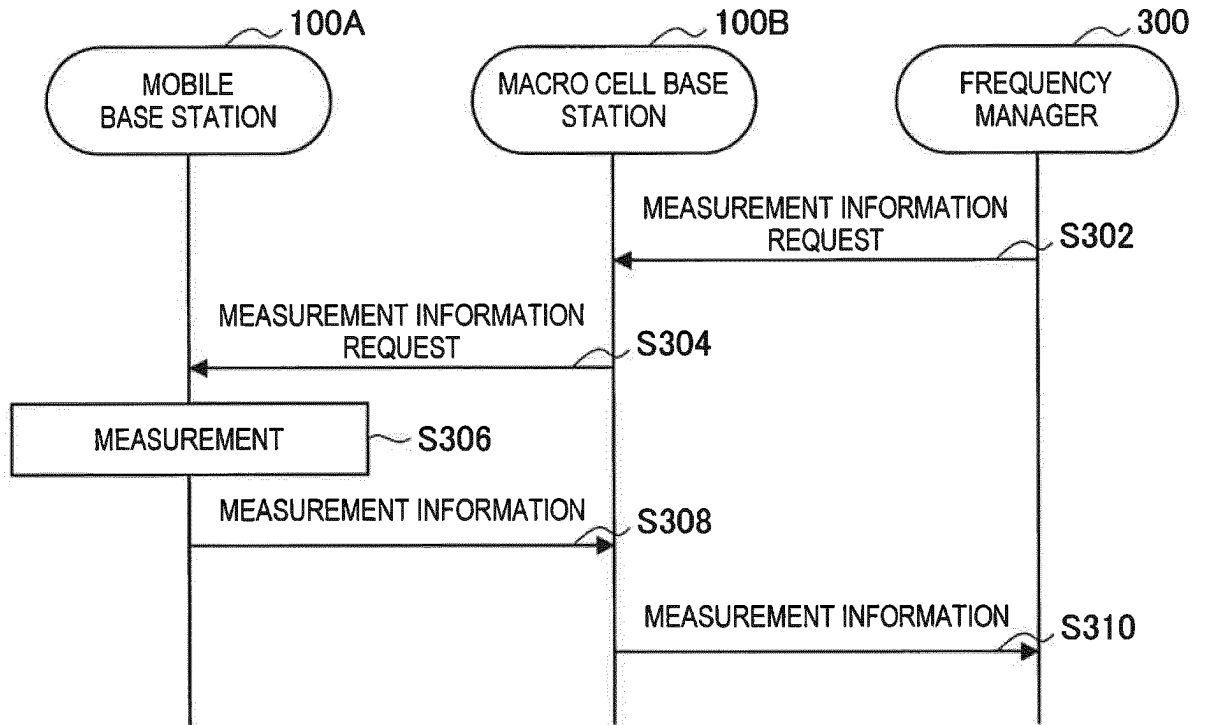 100A
100B
300
MOBILE
BASE STATION
MACRO CELL BASE
STATION
FREQUENCY
MANAGER
MEASUREMENT INFORMATION
REQUEST
S302
MEASUREMENT INFORMATION
REQUEST
S304
MEASUREMENT
S306
MEASUREMENT INFORMATION
S308
MEASUREMENT INFORMATION
S310